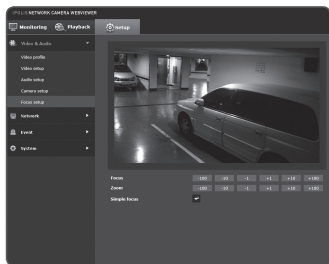 iPOLiS NETWORK CAMERA WEBVIEWER
Monitoring Playback Setup
Video & Audio
Video profile
Video setup
Audio setup
Camera setup
Focus setup
Network
Event
System
Focus -100 -10 -1 +1 +10 +100
Zoom -100 -10 -1 +1 +10 +100
Simple focus